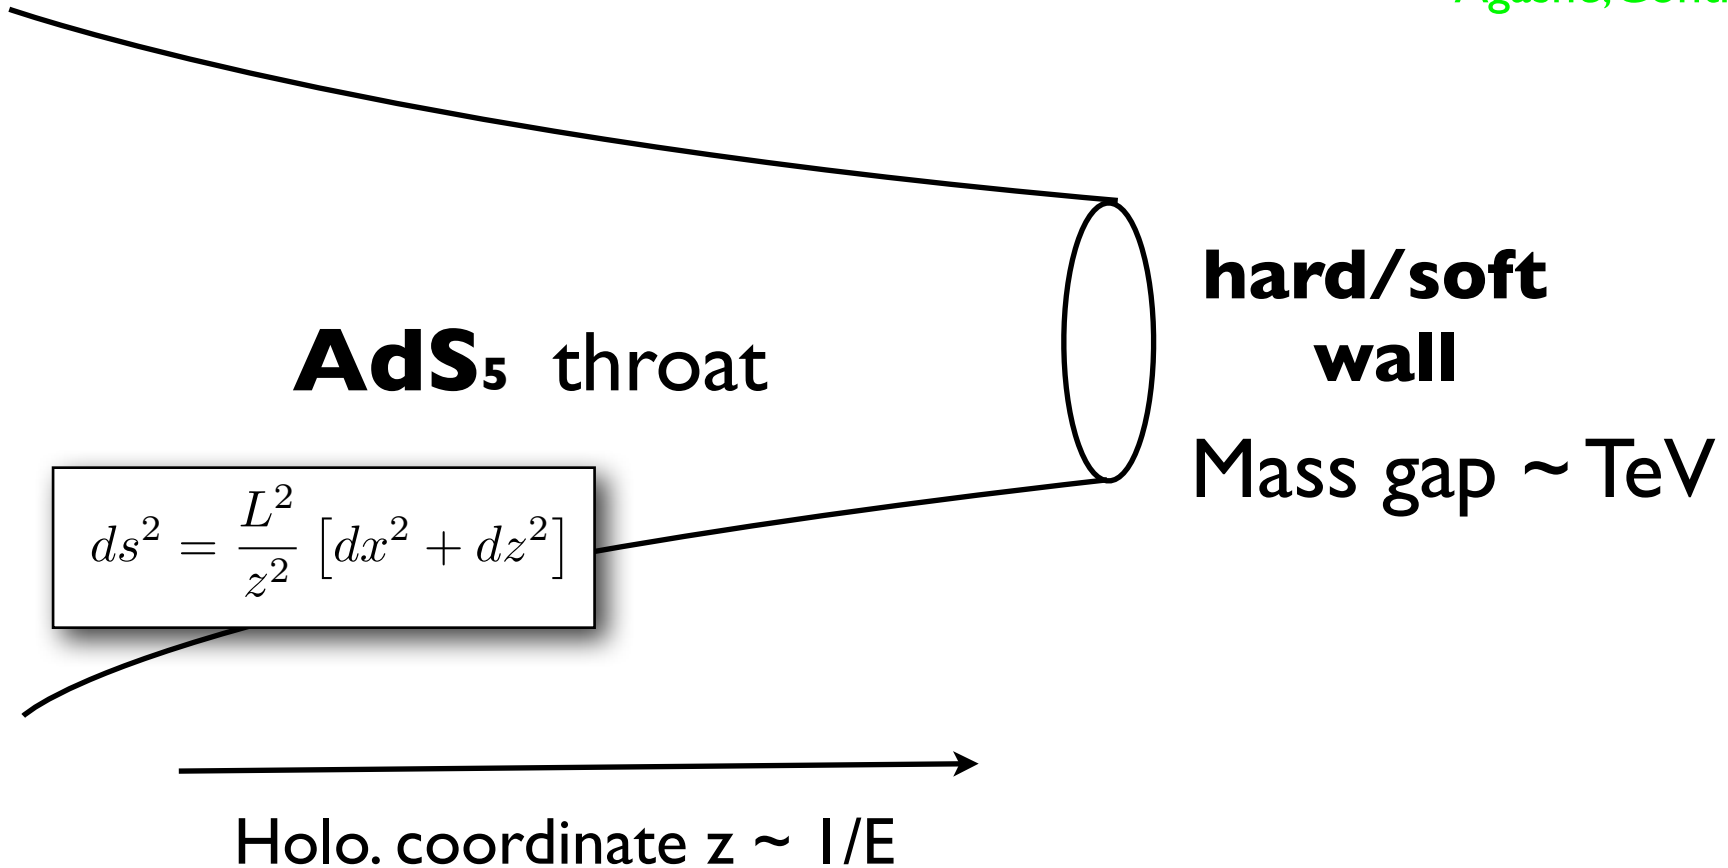 hard/soft
wall
AdS₅ throat
Mass gap ~ TeV
ds² = L²/z² [dx² + dz²]
Holo. coordinate z ~ 1/E